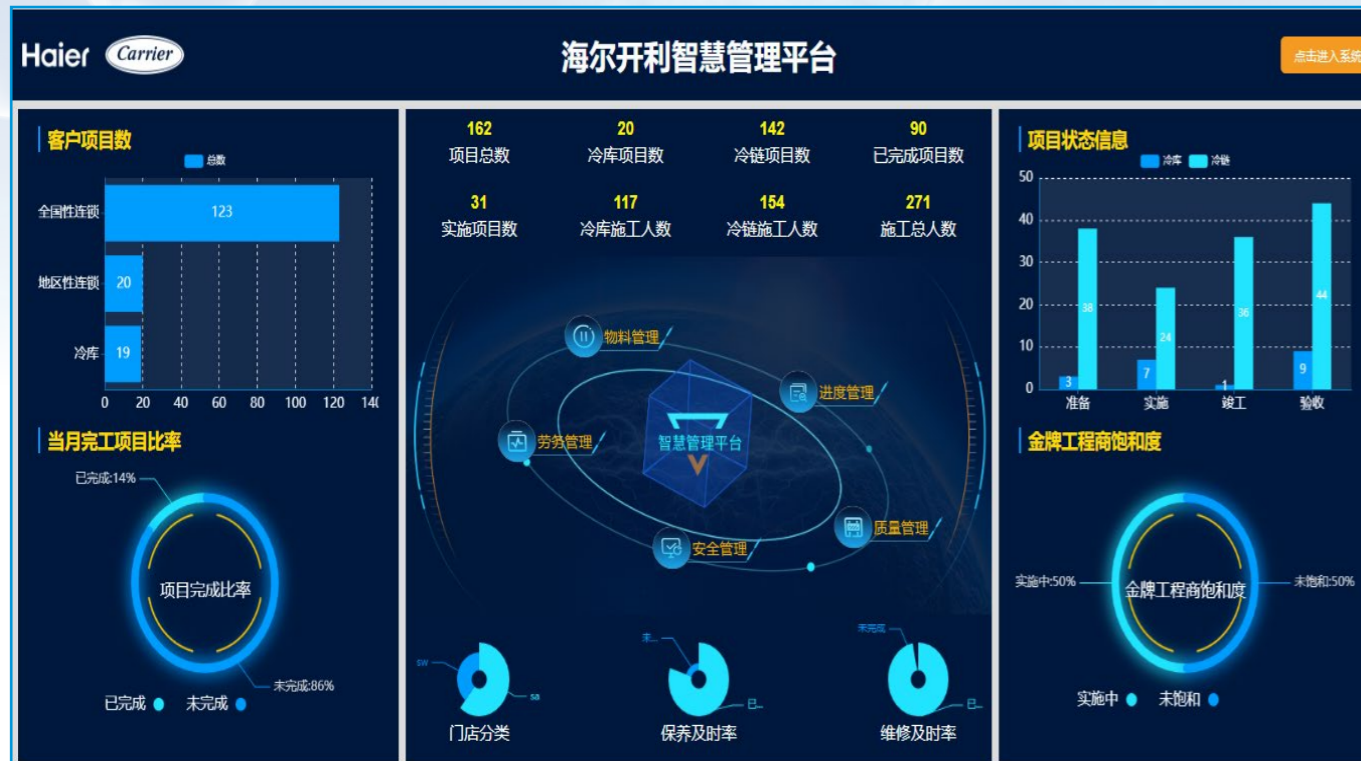 Haier
Carrier
海尔开利智慧管理平台
点击进入系统
客户项目数
总数
全国性连锁
123
地区性连锁
20
冷库
19
0 20 40 60 80 100 120 14
当月完工项目比率
已完成:14%
项目完成比率
未完成:86%
已完成 未完成
162 20 142 90
项目总数 冷库项目数 冷链项目数 已完成项目数
31 117 154 271
实施项目数 冷库施工人数 冷链施工人数 施工总人数
物料管理
进度管理
劳务管理
智慧管理平台
质量管理
安全管理
sw
sa
门店分类
未...
已...
保养及时率
未完成
已...
维修及时率
项目状态信息
冷库 冷链
50
40
30
20
10
0
3 38 7 24 1 36 9 44
准备 实施 竣工 验收
金牌工程商饱和度
实施中:50%
金牌工程商饱和度
未饱和:50%
实施中 未饱和